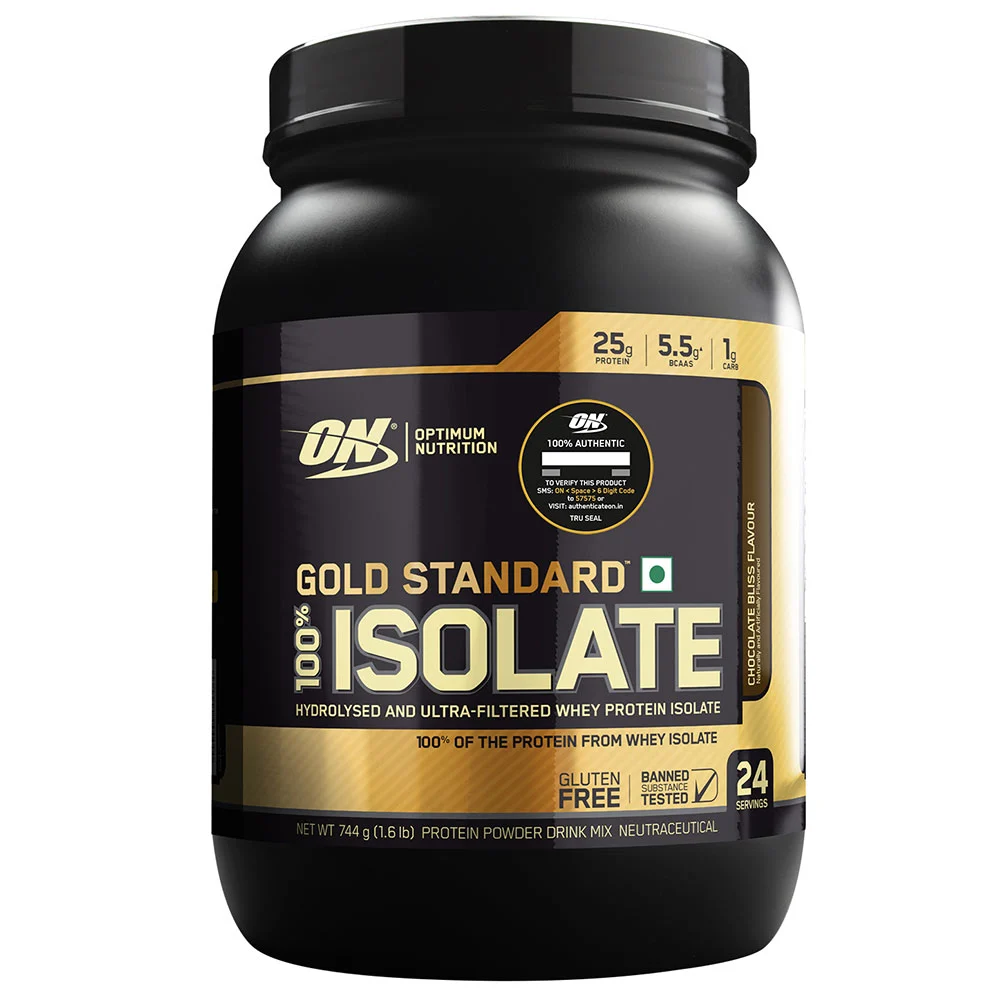 25g PROTEIN | 5.5g▲ BCAAS | 1g CARB
ON® | OPTIMUM NUTRITION
ON®
100% AUTHENTIC
TO VERIFY THIS PRODUCT
SMS: ON < Space > 6 Digit Code
to 57575 or
VISIT: authenticateon.in
TRU SEAL
GOLD STANDARD™
100% ISOLATE
HYDROLYSED AND ULTRA-FILTERED WHEY PROTEIN ISOLATE
CHOCOLATE BLISS FLAVOUR
Naturally and Artificially Flavoured
100% OF THE PROTEIN FROM WHEY ISOLATE
GLUTEN FREE | BANNED SUBSTANCE TESTED
24 SERVINGS
NET WT 744 g (1.6 lb) PROTEIN POWDER DRINK MIX NEUTRACEUTICAL